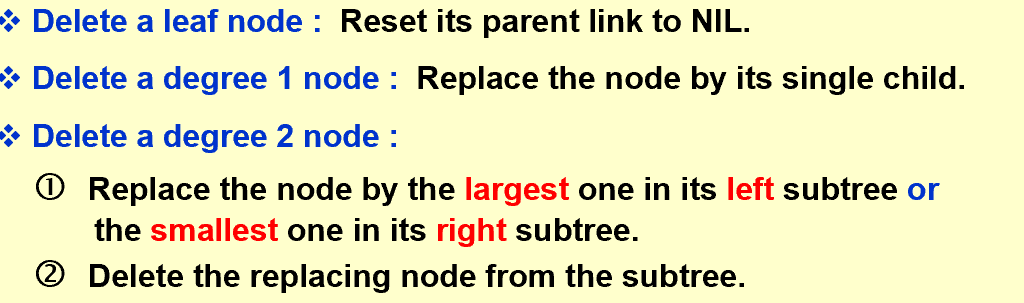 ❖ Delete a leaf node : Reset its parent link to NIL.
❖ Delete a degree 1 node : Replace the node by its single child.
❖ Delete a degree 2 node :
① Replace the node by the largest one in its left subtree or
the smallest one in its right subtree.
② Delete the replacing node from the subtree.